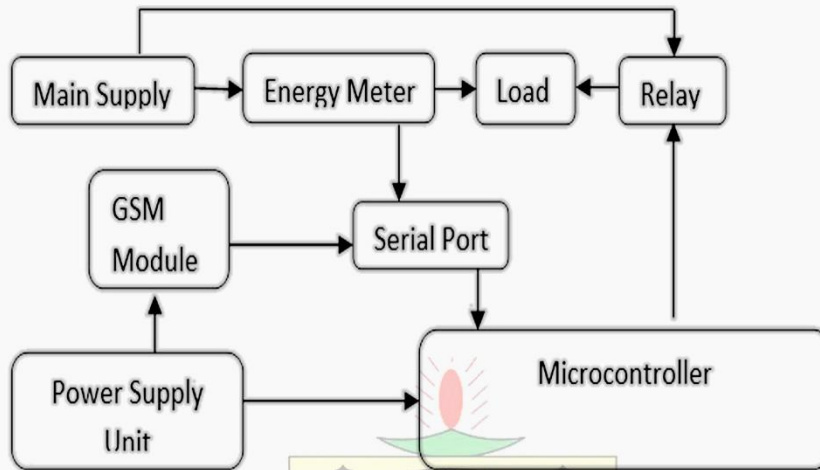 Main Supply
Energy Meter
Load
Relay
GSM
Module
Serial Port
Power Supply
Unit
Microcontroller